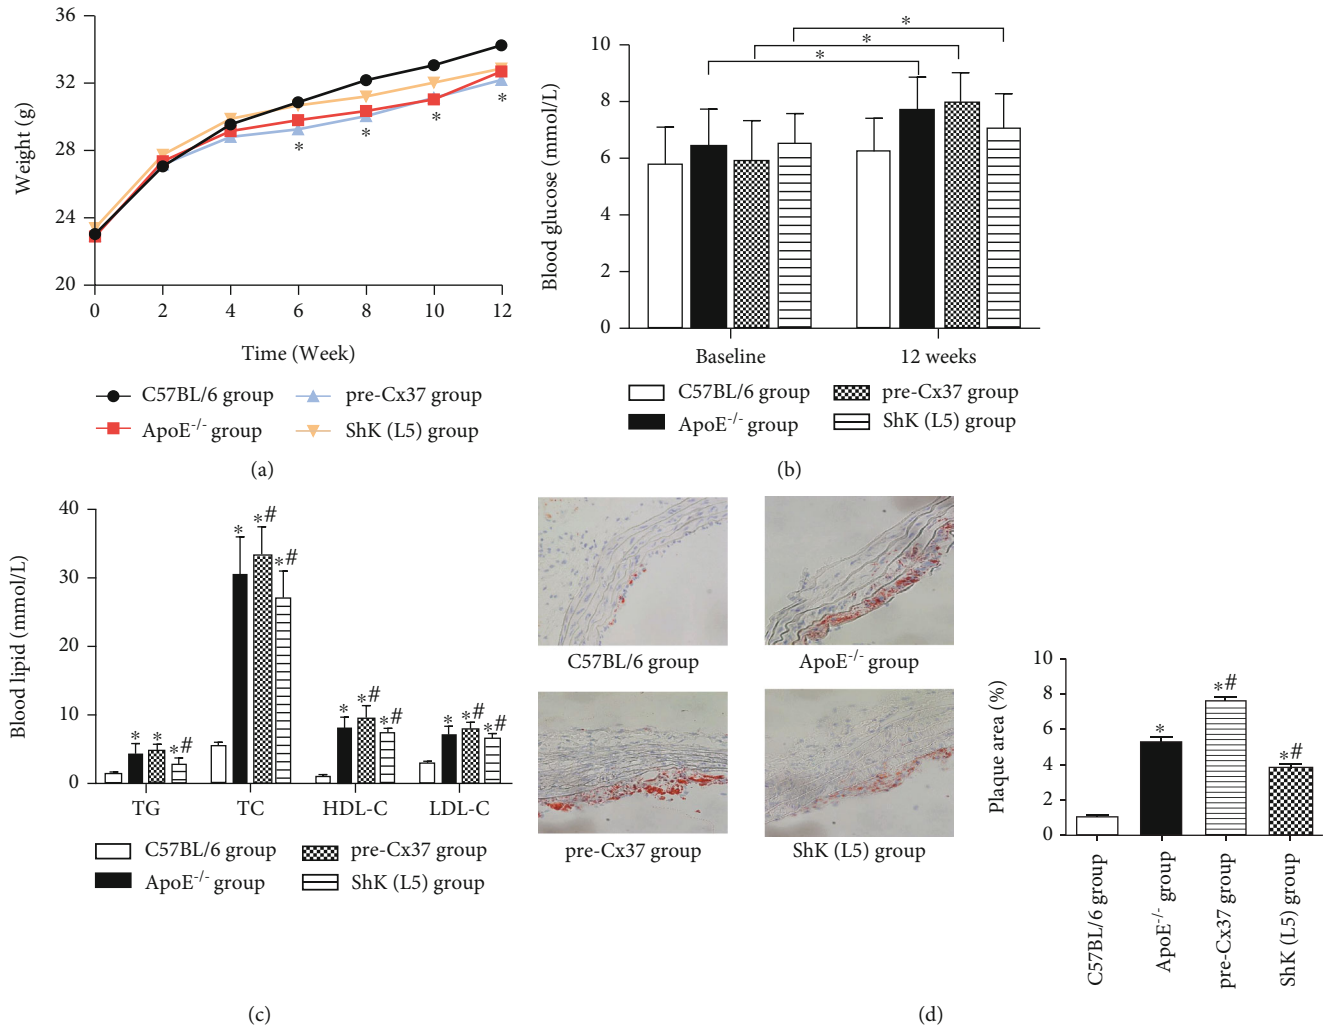 36
32
28
24
20
Weight (g)
*
*
*
*
0 2 4 6 8 10 12
Time (Week)
C57BL/6 group
pre-Cx37 group
ApoE-/- group
ShK (L5) group
(a)
*
*
*
10
8
6
4
2
0
Blood glucose (mmol/L)
Baseline 12 weeks
C57BL/6 group
pre-Cx37 group
ApoE-/- group
ShK (L5) group
(b)
40
30
20
10
0
Blood lipid (mmol/L)
* * *#
* *# *#
* *# *#
* *# *#
TG TC HDL-C LDL-C
C57BL/6 group
pre-Cx37 group
ApoE-/- group
ShK (L5) group
(c)
C57BL/6 group
ApoE-/- group
pre-Cx37 group
ShK (L5) group
10
8
6
4
2
0
Plaque area (%)
*
*#
*#
C57BL/6 group
ApoE-/- group
pre-Cx37 group
ShK (L5) group
(d)